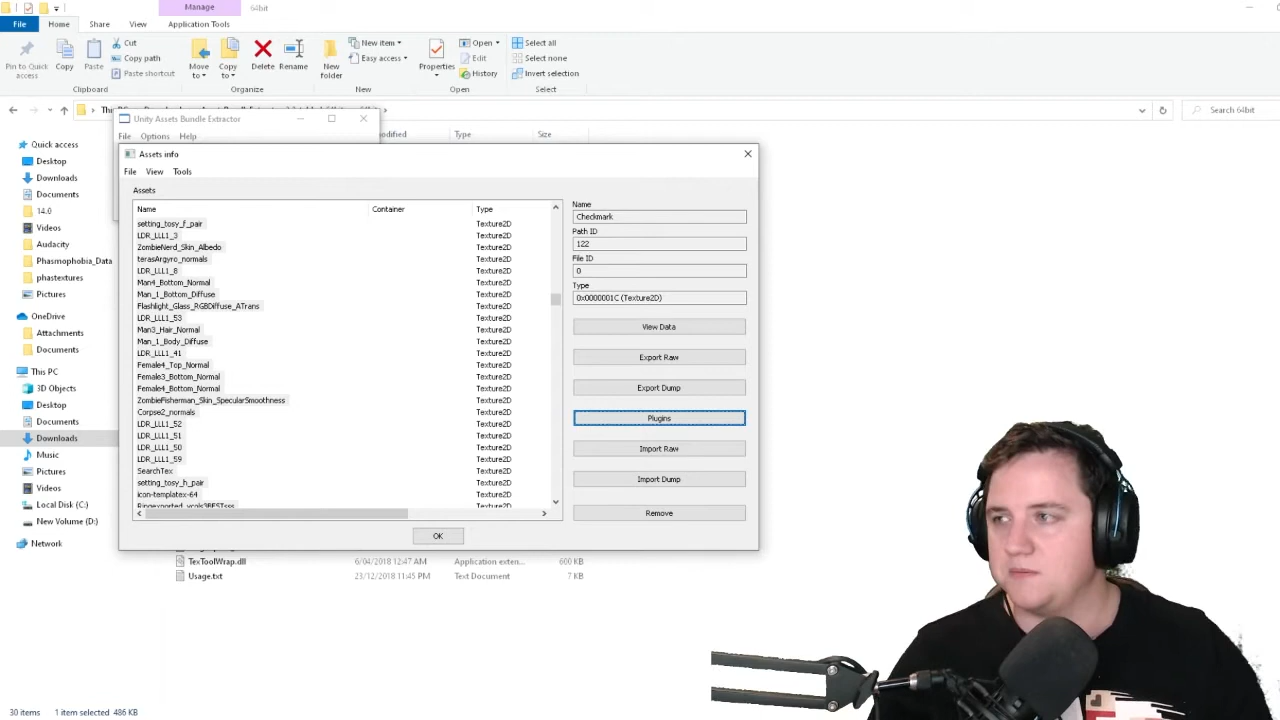 Manage
64bit
File
Home
Share
View
Application Tools
Pin to Quick access
Copy
Paste
Cut
Copy path
Paste shortcut
Move to
Copy to
Delete
Rename
New folder
New item
Easy access
Properties
Open
Edit
History
Select all
Select none
Invert selection
Clipboard
Organize
New
Open
Select
Search 64bit
Unity Assets Bundle Extractor
File Options Help
Type
Size
Quick access
Desktop
Downloads
Documents
14.0
Videos
Audacity
Phasmophobia_Data
phastextures
Pictures
OneDrive
Attachments
Documents
This PC
3D Objects
Desktop
Documents
Downloads
Music
Pictures
Videos
Local Disk (C:)
New Volume (D:)
Network
Assets info
File View Tools
Assets
Name Container Type
setting_tosy_f_pair Texture2D
LDR_LLL1_3 Texture2D
ZombieNerd_Skin_Albedo Texture2D
terasArgyro_normals Texture2D
LDR_LLL1_8 Texture2D
Man4_Bottom_Normal Texture2D
Man_1_Bottom_Diffuse Texture2D
Flashlight_Glass_RGBDiffuse_ATrans Texture2D
LDR_LLL1_53 Texture2D
Man3_Hair_Normal Texture2D
Man_1_Body_Diffuse Texture2D
LDR_LLL1_41 Texture2D
Female4_Top_Normal Texture2D
Female3_Bottom_Normal Texture2D
Female4_Bottom_Normal Texture2D
ZombieFisherman_Skin_SpecularSmoothness Texture2D
Corpse2_normals Texture2D
LDR_LLL1_52 Texture2D
LDR_LLL1_51 Texture2D
LDR_LLL1_50 Texture2D
LDR_LLL1_59 Texture2D
SearchTex Texture2D
setting_tosy_h_pair Texture2D
icon-templatex-64 Texture2D
Texture2D
Name
Checkmark
Path ID
122
File ID
0
Type
0x0000001C (Texture2D)
View Data
Export Raw
Export Dump
Plugins
Import Raw
Import Dump
Remove
OK
TexToolWrap.dll 6/04/2018 12:47 AM Application exten... 600 KB
Usage.txt 23/12/2018 11:45 PM Text Document 7 KB
30 items 1 item selected 486 KB